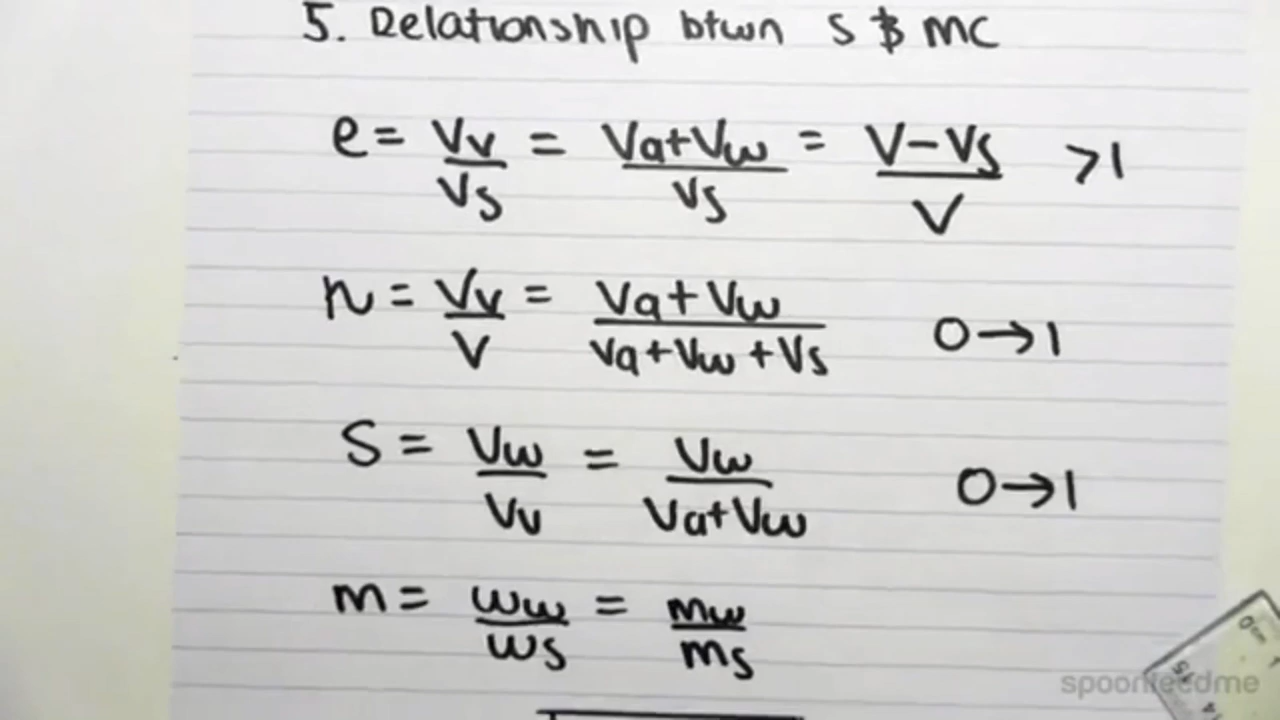 5. Relationship btwn S & MC
e = Vv/Vs = Va+Vw/Vs = V-Vs/V >1
n = Vv/V = Va+Vw/Va+Vw+Vs 0→1
S = Vw/Vv = Vw/Va+Vw 0→1
m = ww/ws = mw/ms
spoonfeedme